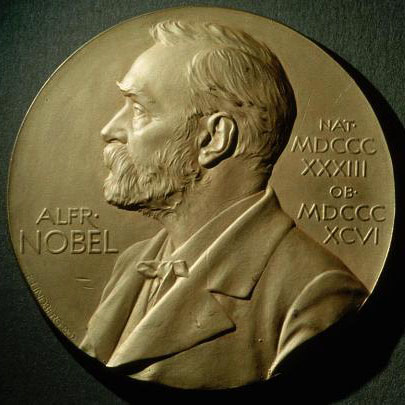 ALFR·
NOBEL
NAT·
MDCCC
XXXIII
OB·
MDCCC
XCVI